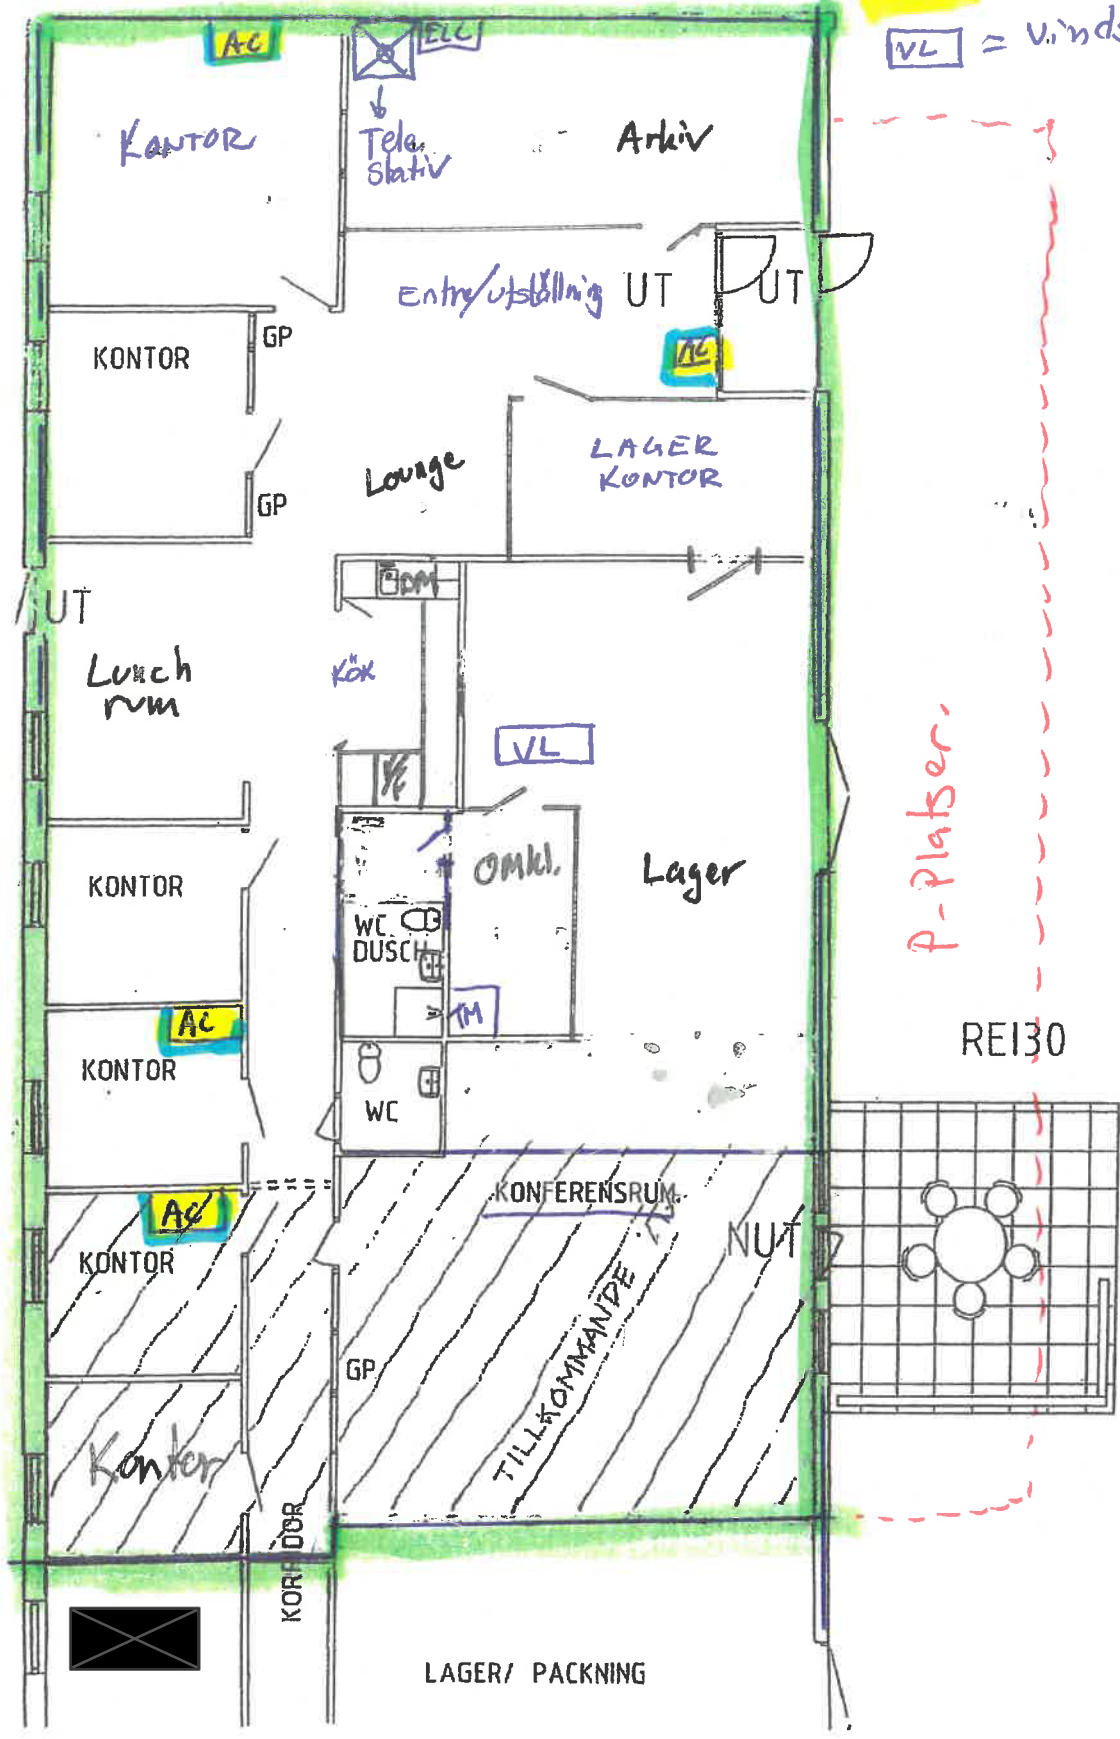 AC
ELC
VL = vinds
KONTOR
Tele
Stativ
Arkiv
Entre/utställning
UT
UT
AC
GP
KONTOR
LAGER
KONTOR
Lounge
GP
UT
DM
Lunch
rum
KÖK
VL
P-Platser.
KONTOR
Omkl.
Lager
WC
DUSCH
AC
TM
KONTOR
REI30
WC
AC
KONFERENSRUM
NUT
KONTOR
TILLKOMMANDE
GP
Kontor
KORRIDOR
LAGER/ PACKNING